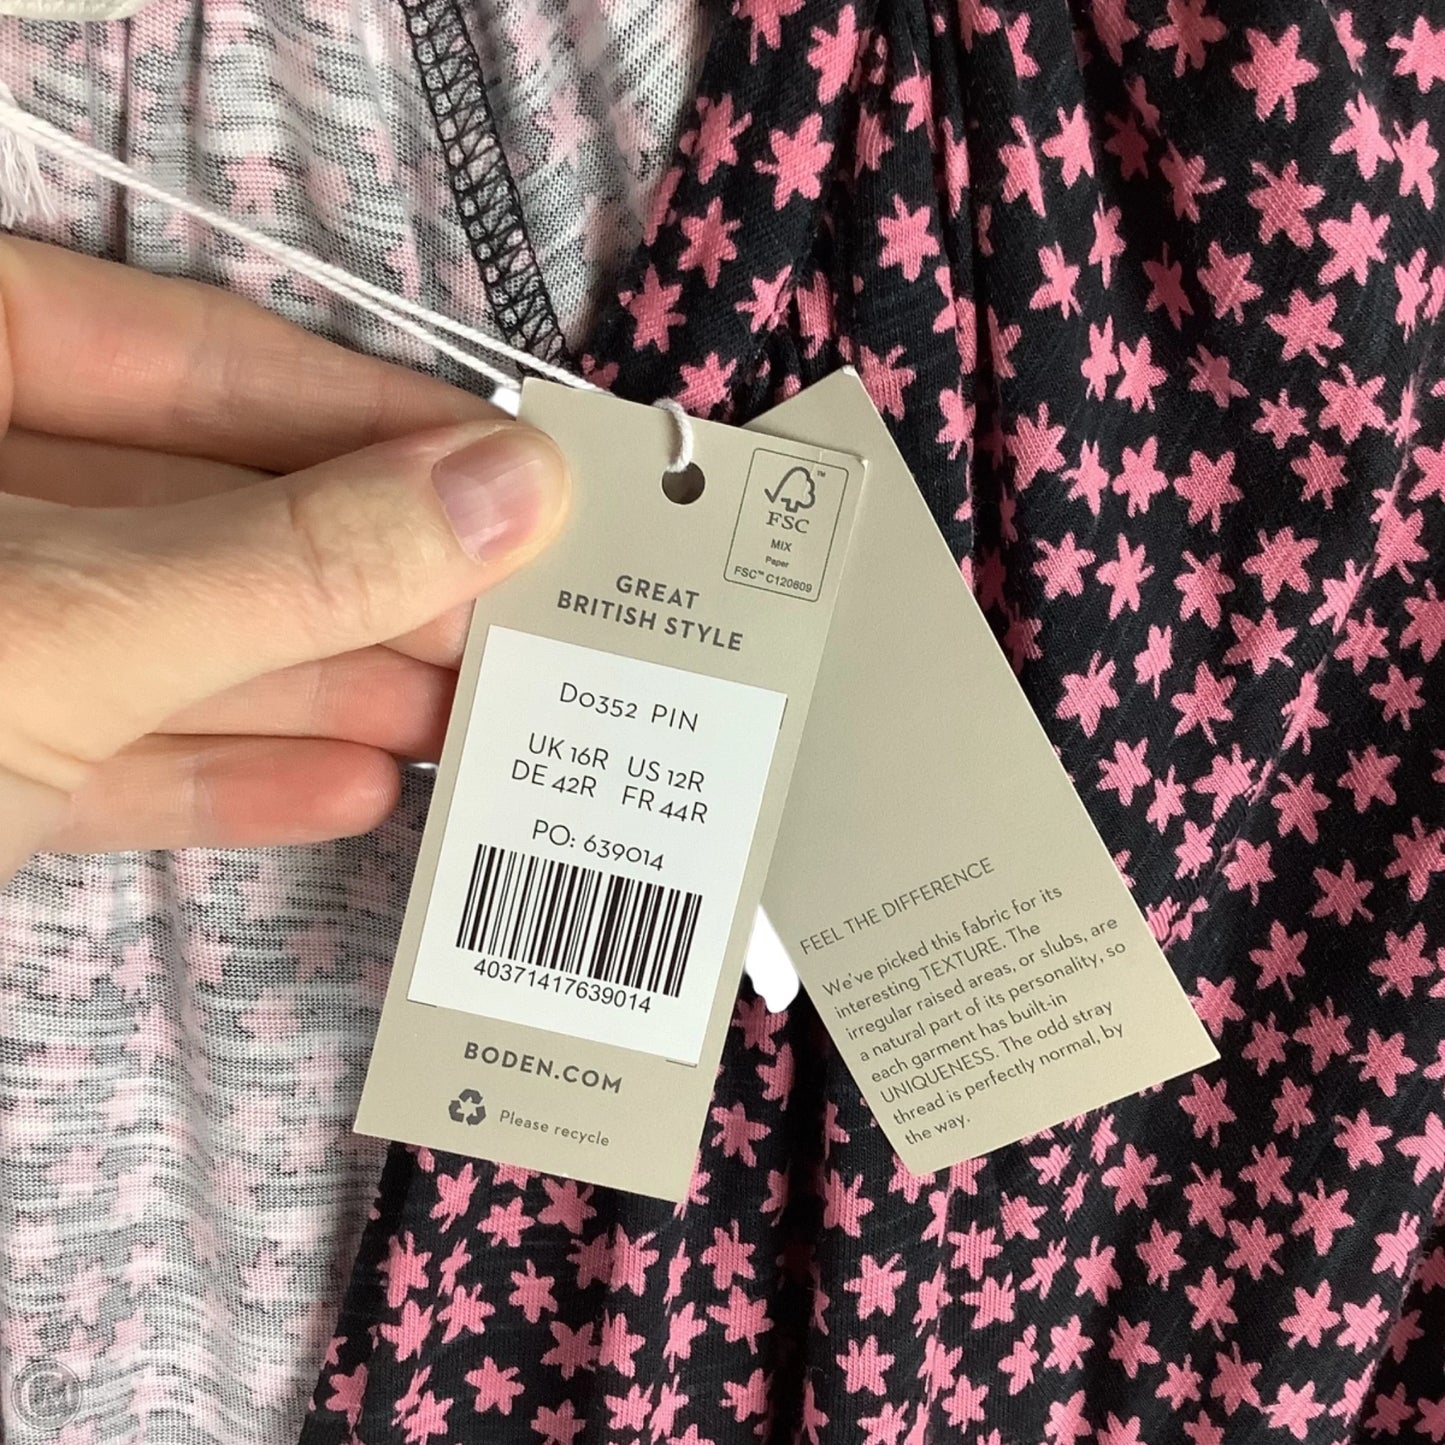 FSC™
MIX
Paper
FSC™ C120809
GREAT
BRITISH STYLE
D0352 PIN
UK 16R US 12R
DE 42R FR 44R
PO: 639014
40371417639014
BODEN.COM
Please recycle
FEEL THE DIFFERENCE
We've picked this fabric for its
interesting TEXTURE. The
irregular raised areas, or slubs, are
a natural part of its personality, so
each garment has built-in
UNIQUENESS. The odd stray
thread is perfectly normal, by
the way.